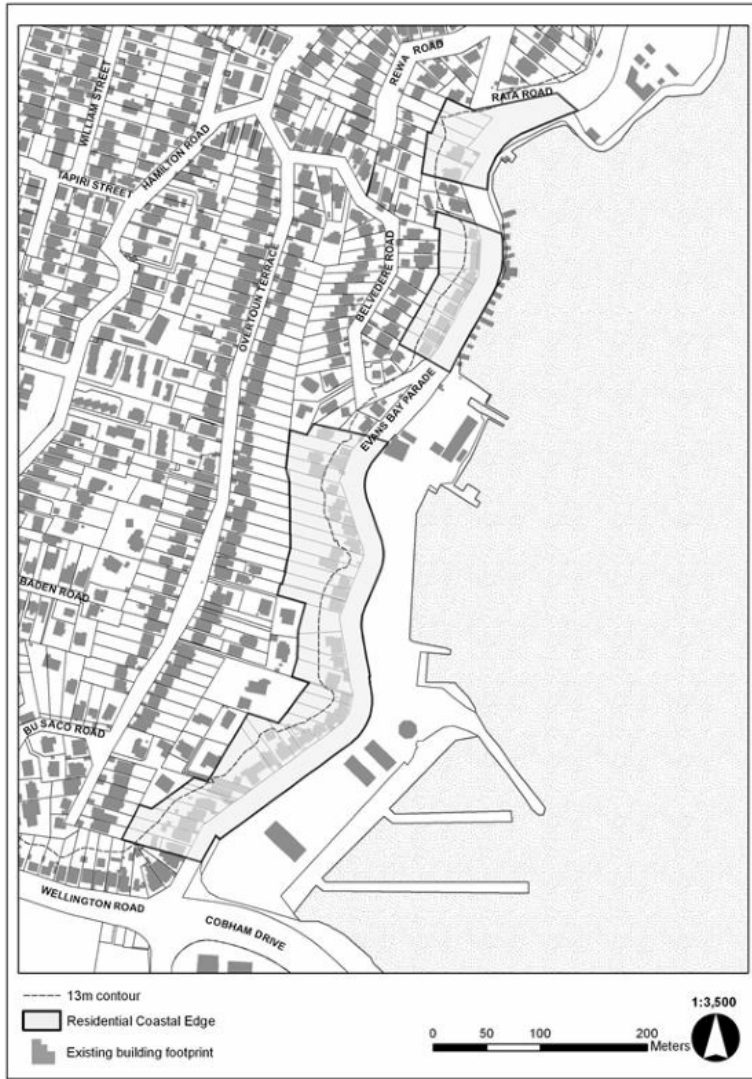 REWA ROAD
RATA ROAD
WILLIAM STREET
HAMILTON ROAD
TAPIRI STREET
OVERTOUN TERRACE
BELVEDERE ROAD
EVANS BAY PARADE
BADEN ROAD
BUSACO ROAD
WELLINGTON ROAD
COBHAM DRIVE
13m contour
Residential Coastal Edge
Existing building footprint
1:3,500
0 50 100 200
Meters